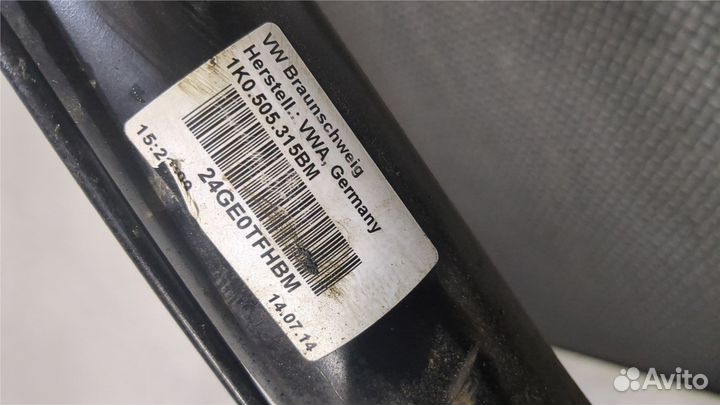 VW Braunschweig
Herstell.: VWA, Germany
1K0.505.315BM
24GE0TFHBM
14.07.14
Avito